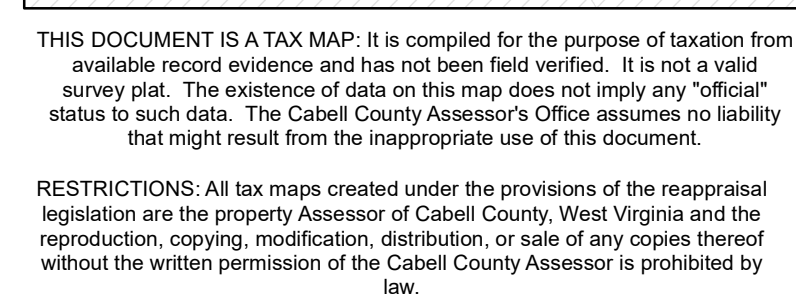 THIS DOCUMENT IS A TAX MAP: It is compiled for the purpose of taxation from
available record evidence and has not been field verified.  It is not a valid
survey plat.  The existence of data on this map does not imply any "official"
status to such data.  The Cabell County Assessor's Office assumes no liability
that might result from the inappropriate use of this document.
RESTRICTIONS: All tax maps created under the provisions of the reappraisal
legislation are the property Assessor of Cabell County, West Virginia and the
reproduction, copying, modification, distribution, or sale of any copies thereof
without the written permission of the Cabell County Assessor is prohibited by
law.